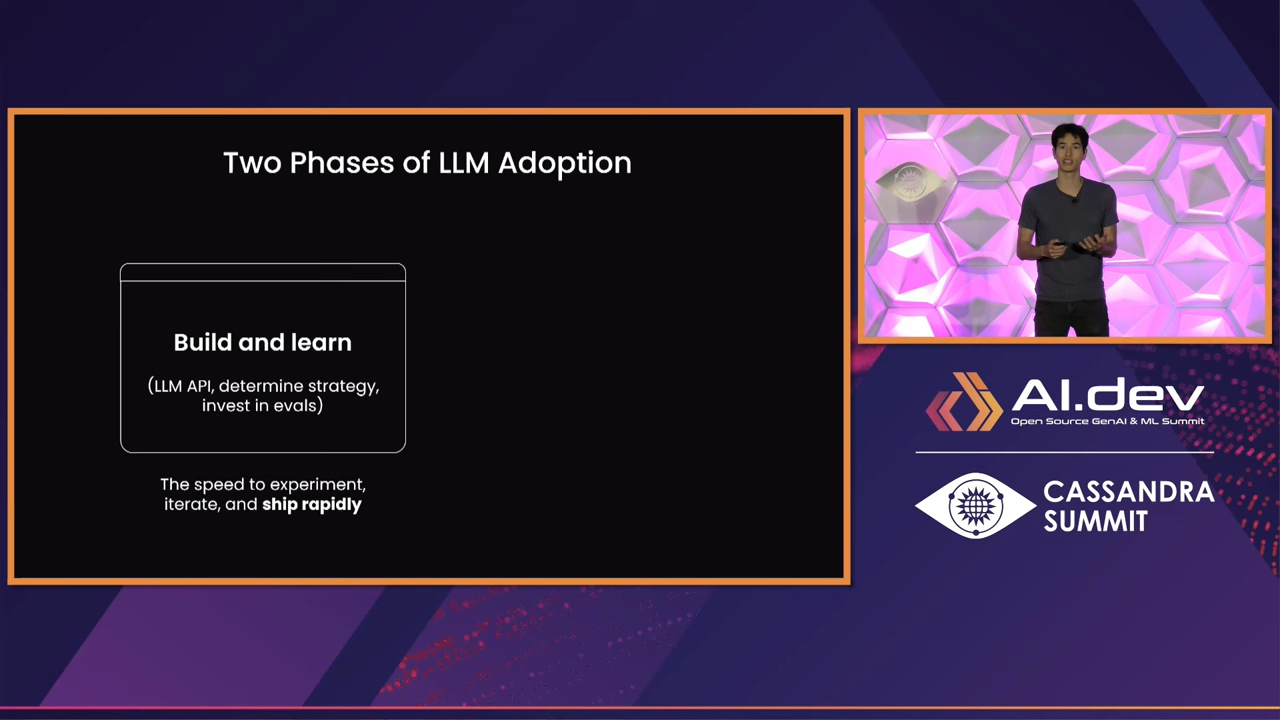 Two Phases of LLM Adoption
Build and learn
(LLM API, determine strategy,
invest in evals)
The speed to experiment,
iterate, and ship rapidly
AI.dev
Open Source GenAI & ML Summit
CASSANDRA
SUMMIT